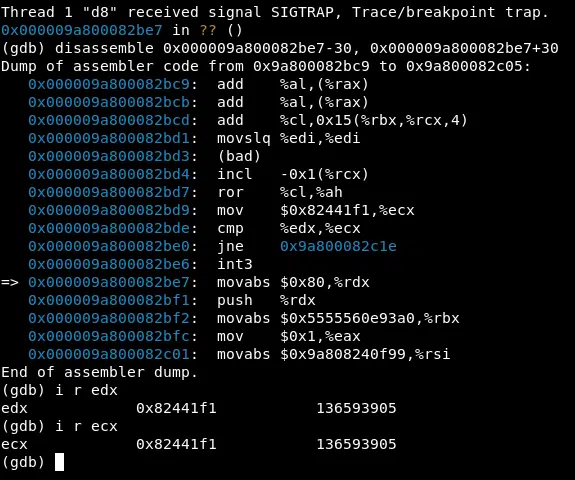 Thread 1 "d8" received signal SIGTRAP, Trace/breakpoint trap.
0x000009a800082be7 in ?? ()
(gdb) disassemble 0x000009a800082be7-30, 0x000009a800082be7+30
Dump of assembler code from 0x9a800082bc9 to 0x9a800082c05:
   0x000009a800082bc9:	add    %al,(%rax)
   0x000009a800082bcb:	add    %al,(%rax)
   0x000009a800082bcd:	add    %cl,0x15(%rbx,%rcx,4)
   0x000009a800082bd1:	movslq %edi,%edi
   0x000009a800082bd3:	(bad)
   0x000009a800082bd4:	incl   -0x1(%rcx)
   0x000009a800082bd7:	ror    %cl,%ah
   0x000009a800082bd9:	mov    $0x82441f1,%ecx
   0x000009a800082bde:	cmp    %edx,%ecx
   0x000009a800082be0:	jne    0x9a800082c1e
   0x000009a800082be6:	int3
=> 0x000009a800082be7:	movabs $0x80,%rdx
   0x000009a800082bf1:	push   %rdx
   0x000009a800082bf2:	movabs $0x5555560e93a0,%rbx
   0x000009a800082bfc:	mov    $0x1,%eax
   0x000009a800082c01:	movabs $0x9a808240f99,%rsi
End of assembler dump.
(gdb) i r edx
edx            0x82441f1           136593905
(gdb) i r ecx
ecx            0x82441f1           136593905
(gdb)